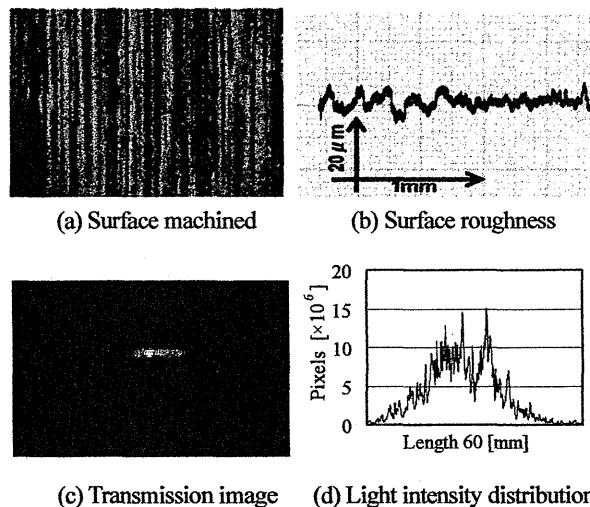 (a) Surface machined
20 μm
1mm
(b) Surface roughness
(c) Transmission image
Pixels [×10⁶]
20
15
10
5
0
Length 60 [mm]
(d) Light intensity distribution